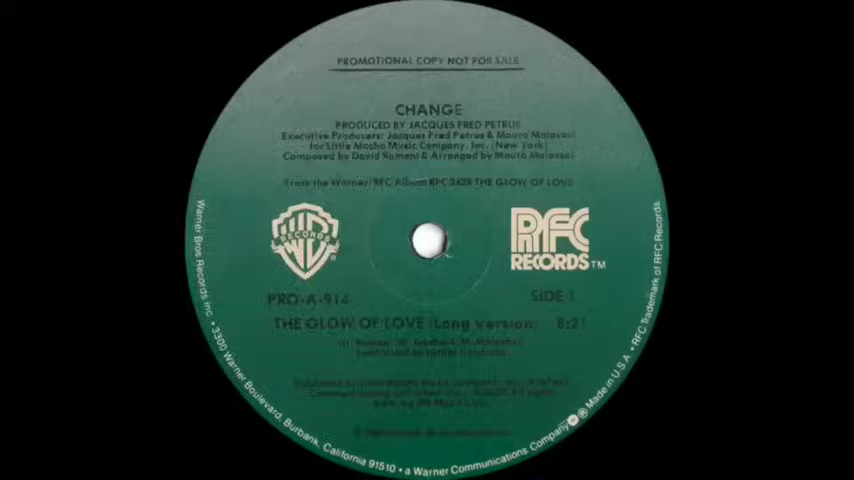 PROMOTIONAL COPY NOT FOR SALE
CHANGE
PRODUCED BY JACQUES FRED PETRUS
Executive Producers: Jacques Fred Petrus & Mauro Malavasi
for Little Macho Music Company, Inc. (New York)
Composed by David Romani & Arranged by Mauro Malavasi
From the Warner/RFC Album RFC 3438 THE GLOW OF LOVE
WB
RECORDS
RFC
RECORDS TM
PRO-A-914
SIDE 1
THE GLOW OF LOVE (Long Version) 8:21
Warner Bros Records Inc. • 3300 Warner Boulevard, Burbank, California 91510 • a Warner Communications Company
® Made in U.S.A. • RFC Trademark of RFC Records